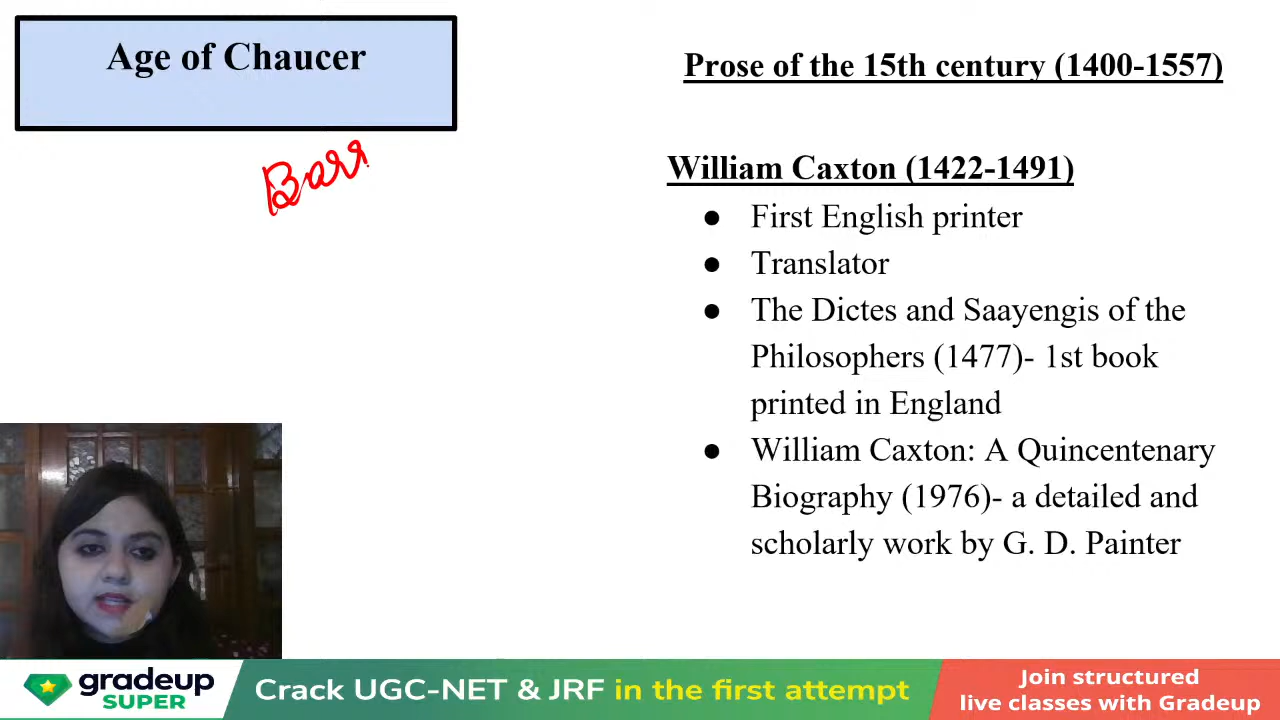 Age of Chaucer
Barr
Prose of the 15th century (1400-1557)
William Caxton (1422-1491)
● First English printer
● Translator
● The Dictes and Saayengis of the
Philosophers (1477)- 1st book
printed in England
● William Caxton: A Quincentenary
Biography (1976)- a detailed and
scholarly work by G. D. Painter
gradeup
SUPER
Crack UGC-NET & JRF in the first attempt
Join structured
live classes with Gradeup